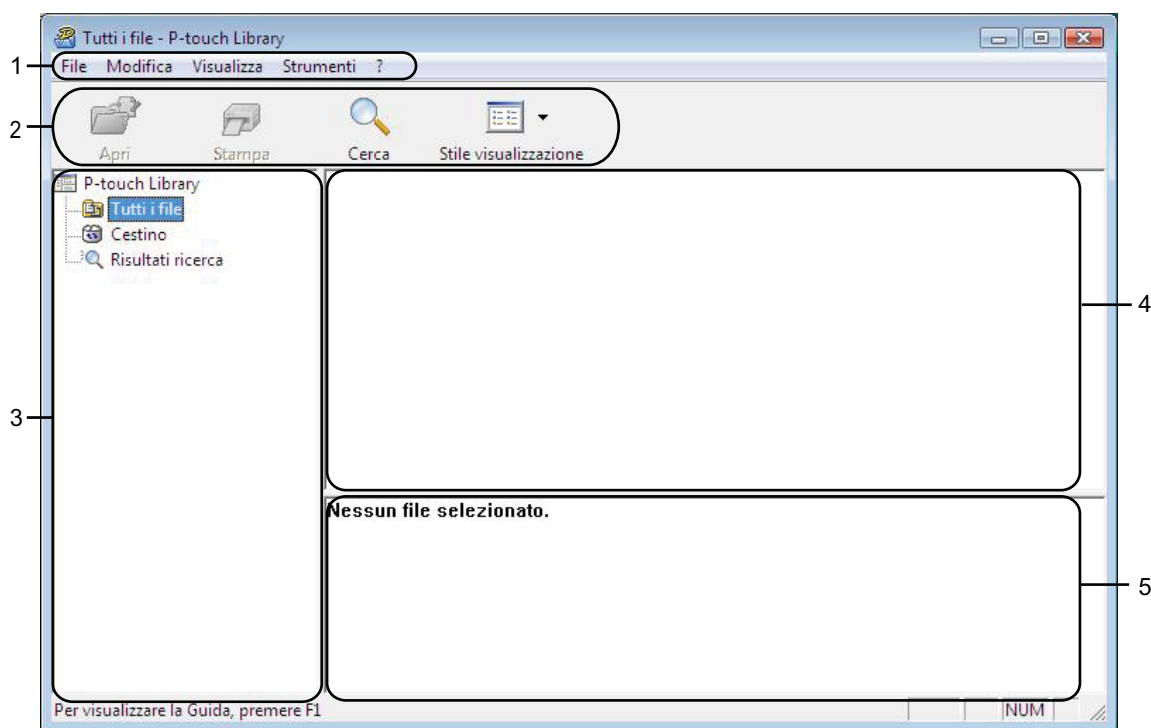 Tutti i file - P-touch Library
1
File Modifica Visualizza Strumenti ?
2
Apri Stampa Cerca Stile visualizzazione
P-touch Library
Tutti i file
Cestino
Risultati ricerca
4
3
Nessun file selezionato.
5
Per visualizzare la Guida, premere F1
NUM